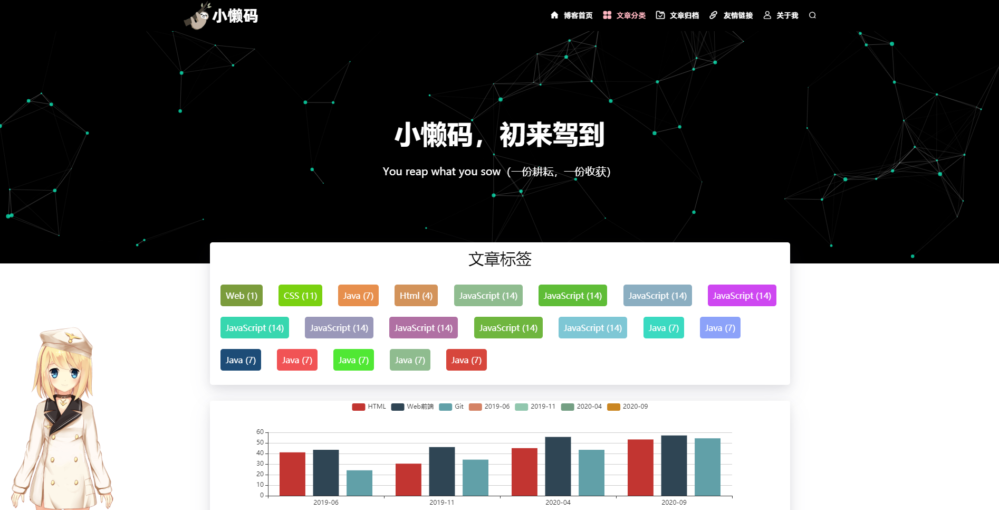 小懒码 博客首页 文章分类 文章归档 友情链接 关于我
小懒码，初来驾到
You reap what you sow（一份耕耘，一份收获）
文章标签
Web (1) CSS (11) Java (7) Html (4) JavaScript (14) JavaScript (14) JavaScript (14) JavaScript (14)
JavaScript (14) JavaScript (14) JavaScript (14) JavaScript (14) JavaScript (14) Java (7) Java (7)
Java (7) Java (7) Java (7) Java (7) Java (7)
HTML Web前端 Git 2019-06 2019-11 2020-04 2020-09
60
50
40
30
20
10
0
2019-06 2019-11 2020-04 2020-09